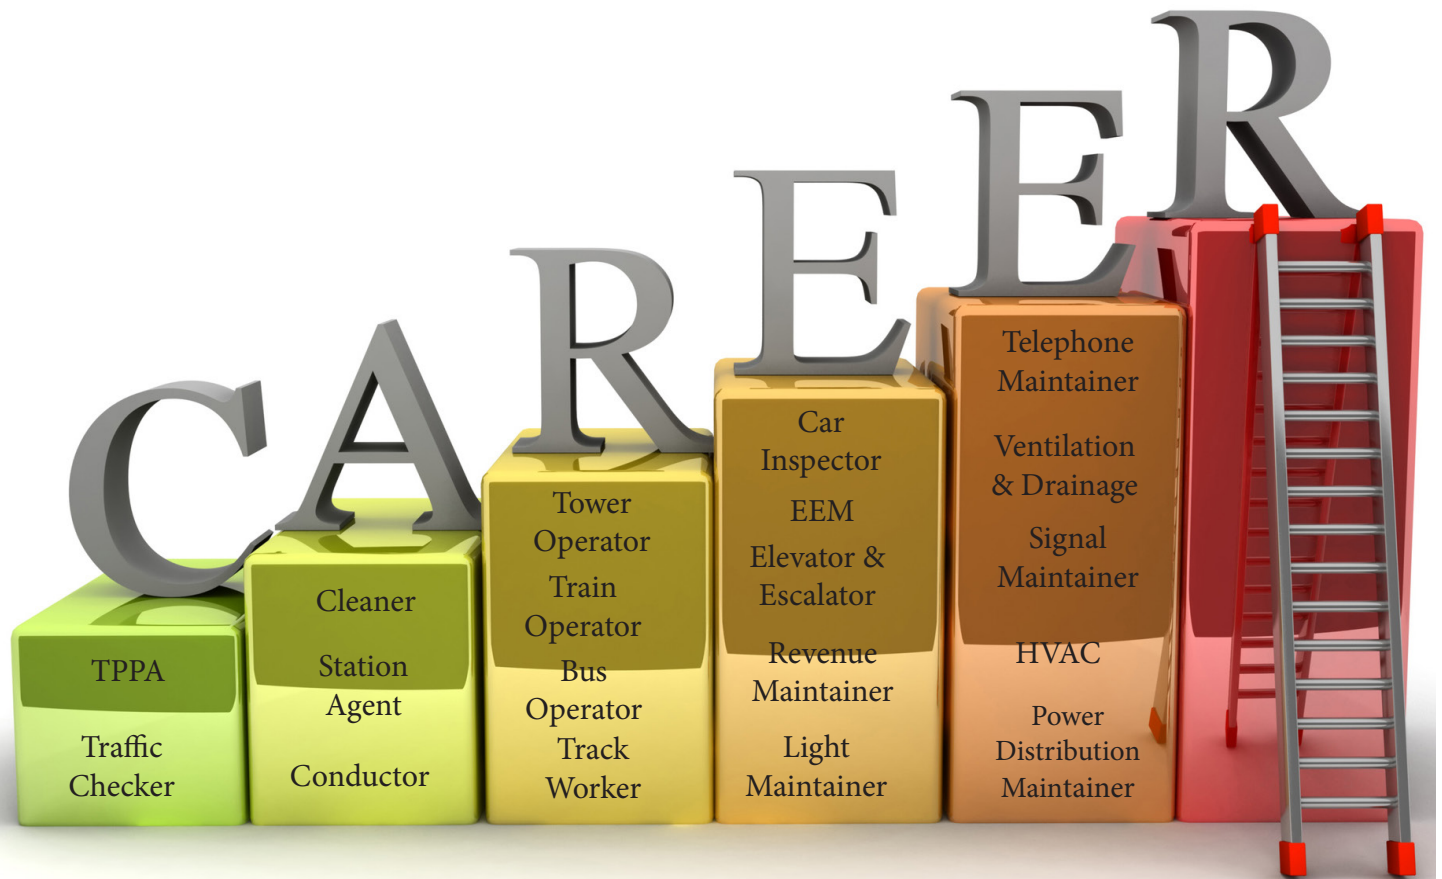 CAREER
TPPA
Traffic
Checker
Cleaner
Station
Agent
Conductor
Tower
Operator
Train
Operator
Bus
Operator
Track
Worker
Car
Inspector
EEM
Elevator &
Escalator
Revenue
Maintainer
Light
Maintainer
Telephone
Maintainer
Ventilation
& Drainage
Signal
Maintainer
HVAC
Power
Distribution
Maintainer